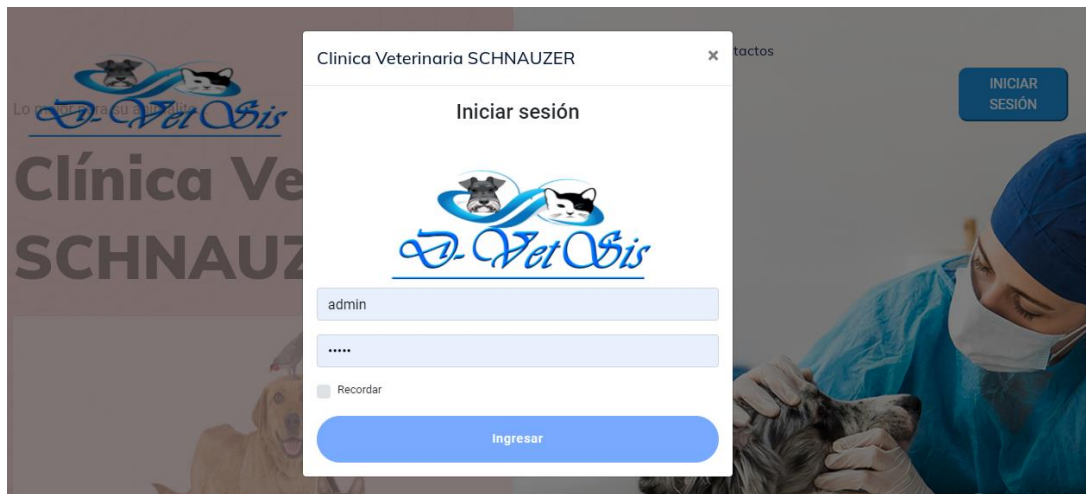 Clinica Veterinaria SCHNAUZER ×
tactos
INICIAR
SESIÓN
Iniciar sesión
D-VetSis
Clínica Ve
SCHNAUZ
D-VetSis
admin
•••••
Recordar
Ingresar